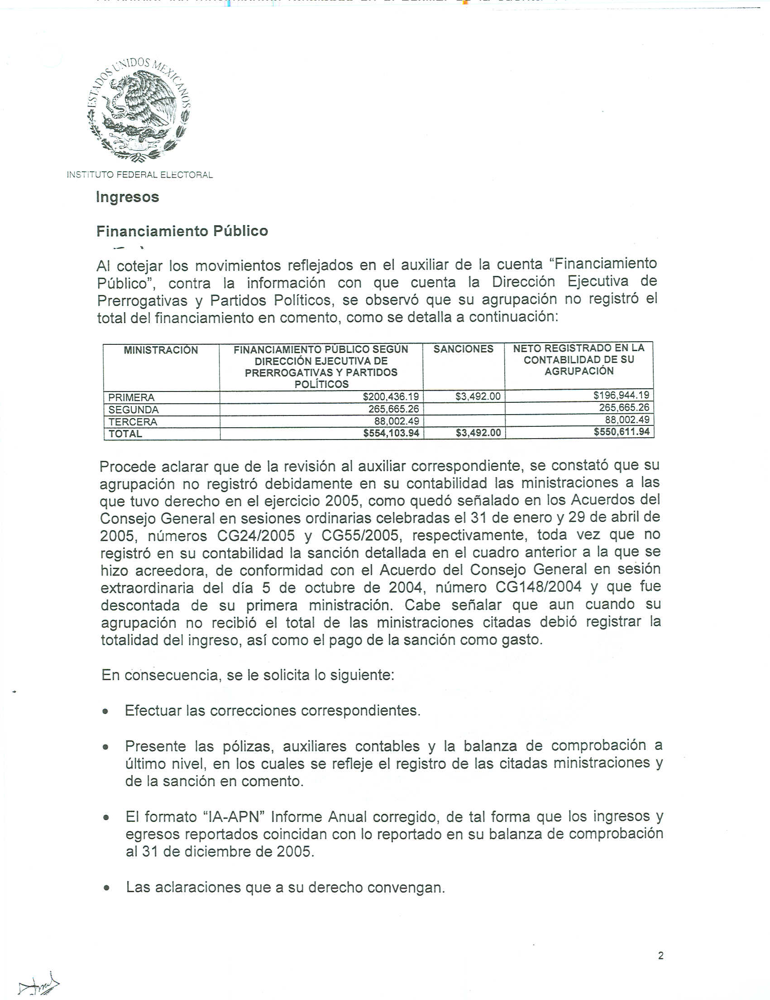 ESTADOS UNIDOS MEXICANOS
INSTITUTO FEDERAL ELECTORAL
Ingresos
Financiamiento Público
Al cotejar los movimientos reflejados en el auxiliar de la cuenta “Financiamiento
Público”, contra la información con que cuenta la Dirección Ejecutiva de
Prerrogativas y Partidos Políticos, se observó que su agrupación no registró el
total del financiamiento en comento, como se detalla a continuación:
MINISTRACIÓN FINANCIAMIENTO PÚBLICO SEGÚN DIRECCIÓN EJECUTIVA DE PRERROGATIVAS Y PARTIDOS POLÍTICOS SANCIONES NETO REGISTRADO EN LA CONTABILIDAD DE SU AGRUPACIÓN
PRIMERA $200,436.19 $3,492.00 $196,944.19
SEGUNDA 265,665.26 265,665.26
TERCERA 88,002.49 88,002.49
TOTAL $554,103.94 $3,492.00 $550,611.94
Procede aclarar que de la revisión al auxiliar correspondiente, se constató que su
agrupación no registró debidamente en su contabilidad las ministraciones a las
que tuvo derecho en el ejercicio 2005, como quedó señalado en los Acuerdos del
Consejo General en sesiones ordinarias celebradas el 31 de enero y 29 de abril de
2005, números CG24/2005 y CG55/2005, respectivamente, toda vez que no
registró en su contabilidad la sanción detallada en el cuadro anterior a la que se
hizo acreedora, de conformidad con el Acuerdo del Consejo General en sesión
extraordinaria del día 5 de octubre de 2004, número CG148/2004 y que fue
descontada de su primera ministración. Cabe señalar que aun cuando su
agrupación no recibió el total de las ministraciones citadas debió registrar la
totalidad del ingreso, así como el pago de la sanción como gasto.
En consecuencia, se le solicita lo siguiente:
• Efectuar las correcciones correspondientes.
• Presente las pólizas, auxiliares contables y la balanza de comprobación a
último nivel, en los cuales se refleje el registro de las citadas ministraciones y
de la sanción en comento.
• El formato “IA-APN” Informe Anual corregido, de tal forma que los ingresos y
egresos reportados coincidan con lo reportado en su balanza de comprobación
al 31 de diciembre de 2005.
• Las aclaraciones que a su derecho convengan.
2